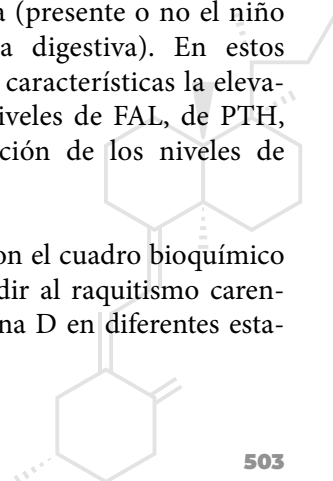 a (presente o no el niño
a digestiva). En estos
características la eleva-
iveles de FAL, de PTH,
ción de los niveles de
on el cuadro bioquímico
dir al raquitismo caren-
na D en diferentes esta-
503